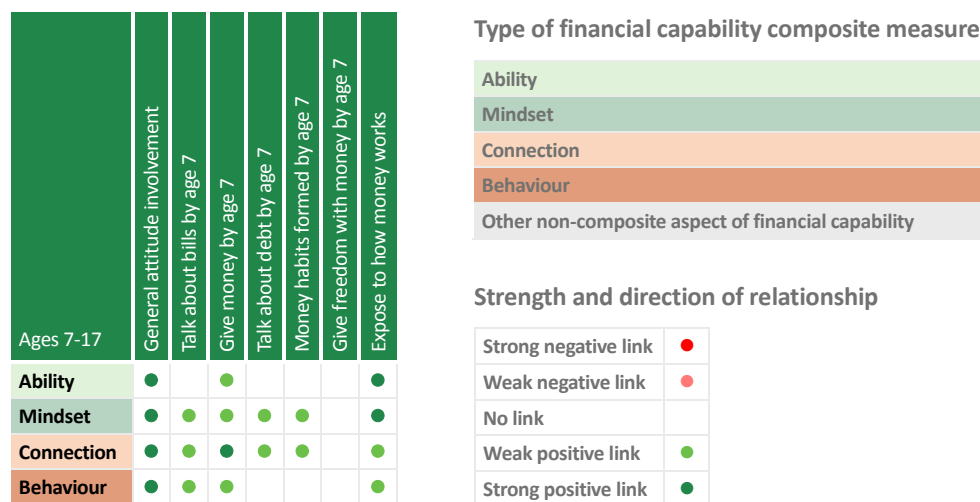 Ages 7-17
General attitude involvement
Talk about bills by age 7
Give money by age 7
Talk about debt by age 7
Money habits formed by age 7
Give freedom with money by age 7
Expose to how money works
Ability
Mindset
Connection
Behaviour
Type of financial capability composite measure
Ability
Mindset
Connection
Behaviour
Other non-composite aspect of financial capability
Strength and direction of relationship
Strong negative link
Weak negative link
No link
Weak positive link
Strong positive link